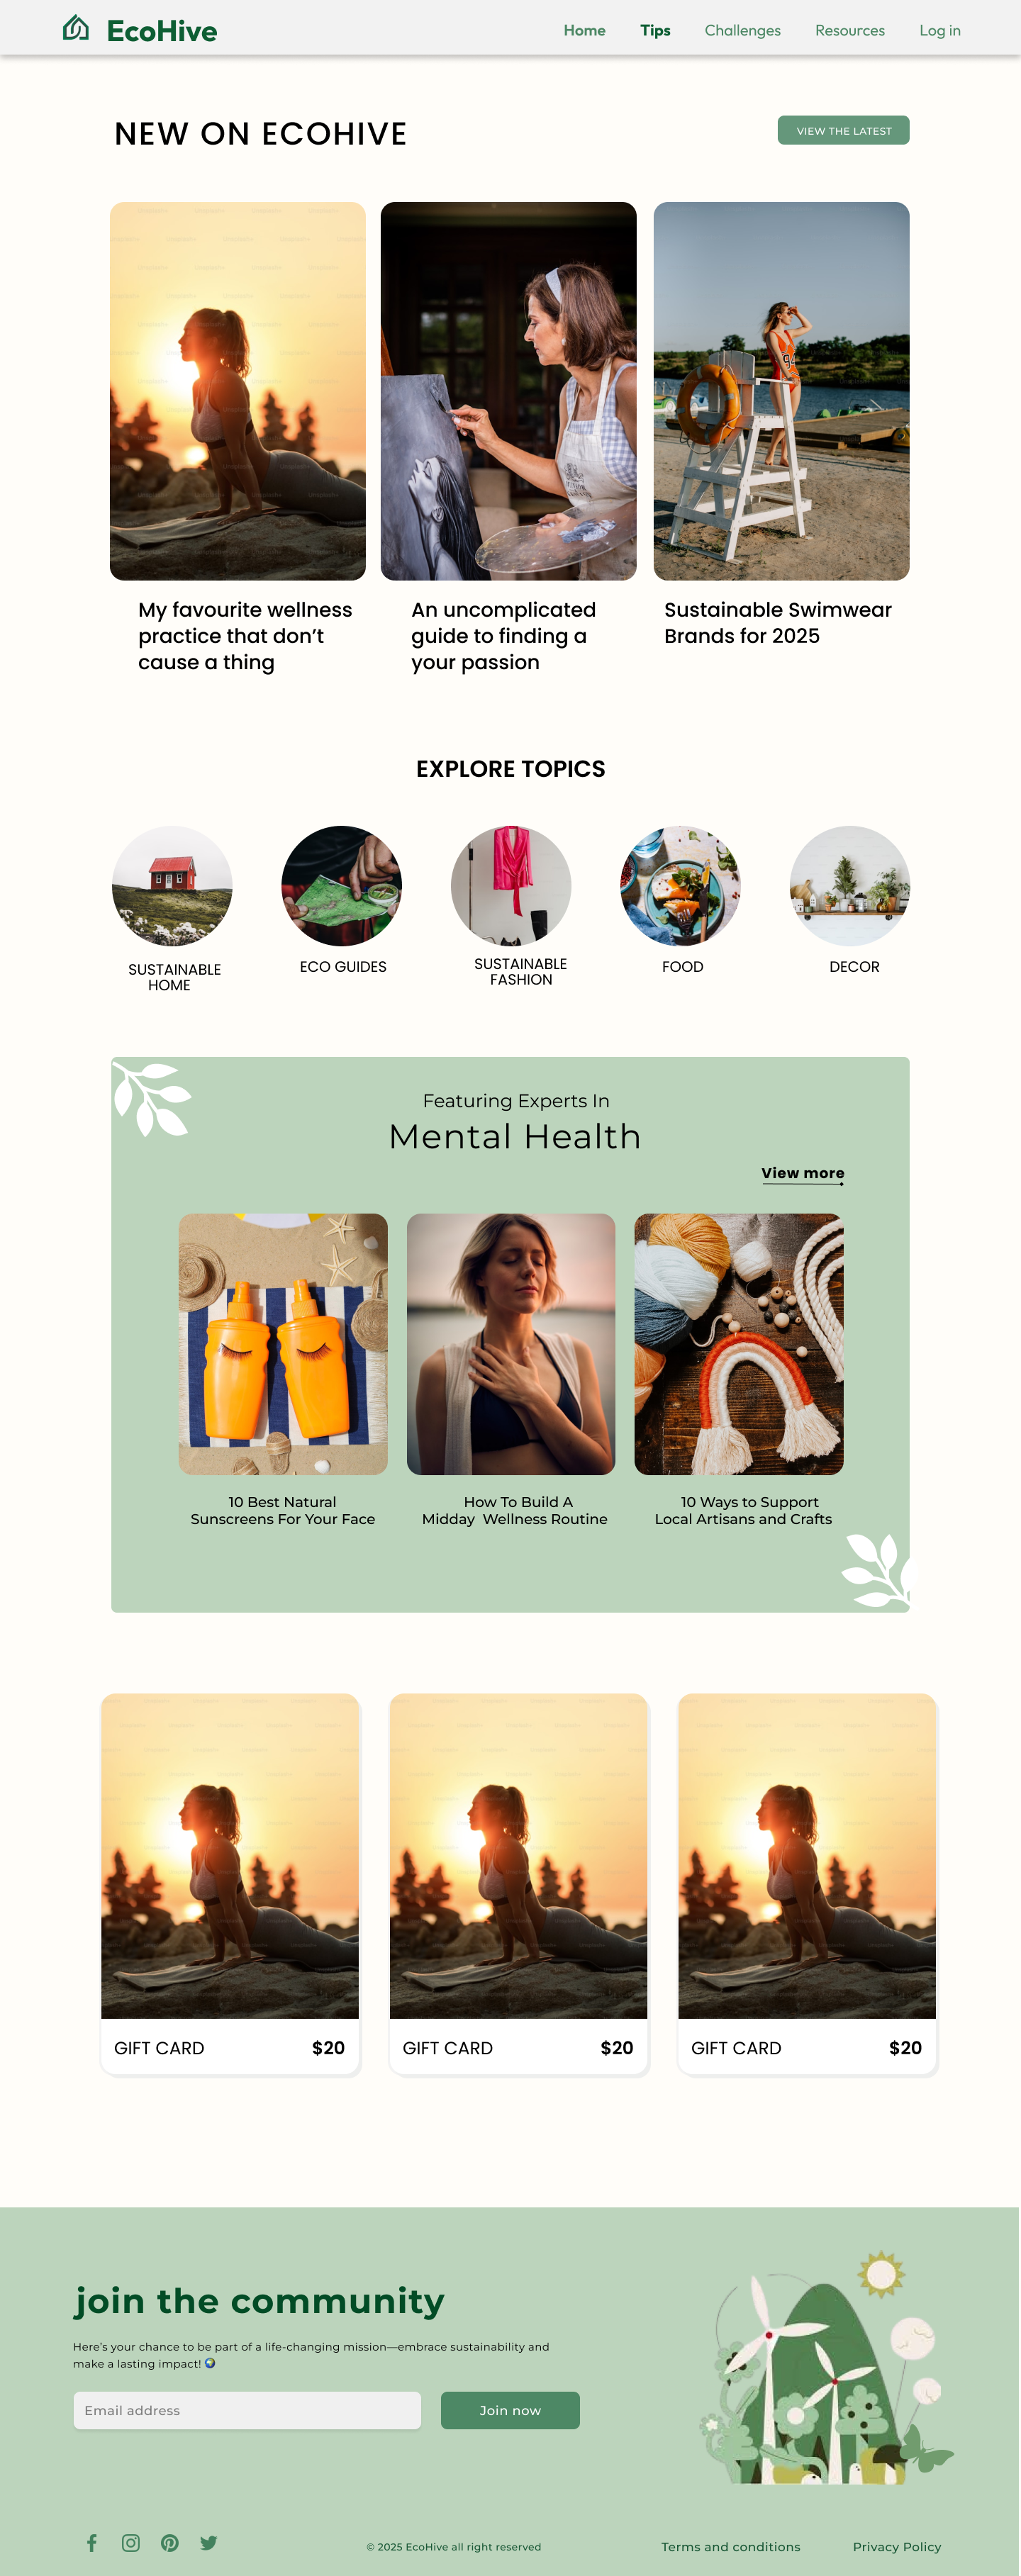 EcoHive
Home Tips Challenges Resources Log in
NEW ON ECOHIVE
VIEW THE LATEST
My favourite wellness
practice that don’t
cause a thing
An uncomplicated
guide to finding a
your passion
Sustainable Swimwear
Brands for 2025
EXPLORE TOPICS
SUSTAINABLE
HOME
ECO GUIDES
SUSTAINABLE
FASHION
FOOD
DECOR
Featuring Experts In
Mental Health
View more
10 Best Natural
Sunscreens For Your Face
How To Build A
Midday  Wellness Routine
10 Ways to Support
Local Artisans and Crafts
GIFT CARD $20
GIFT CARD $20
GIFT CARD $20
join the community
Here’s your chance to be part of a life-changing mission—embrace sustainability and
make a lasting impact! 🌍
Email address
Join now
© 2025 EcoHive all right reserved
Terms and conditions
Privacy Policy